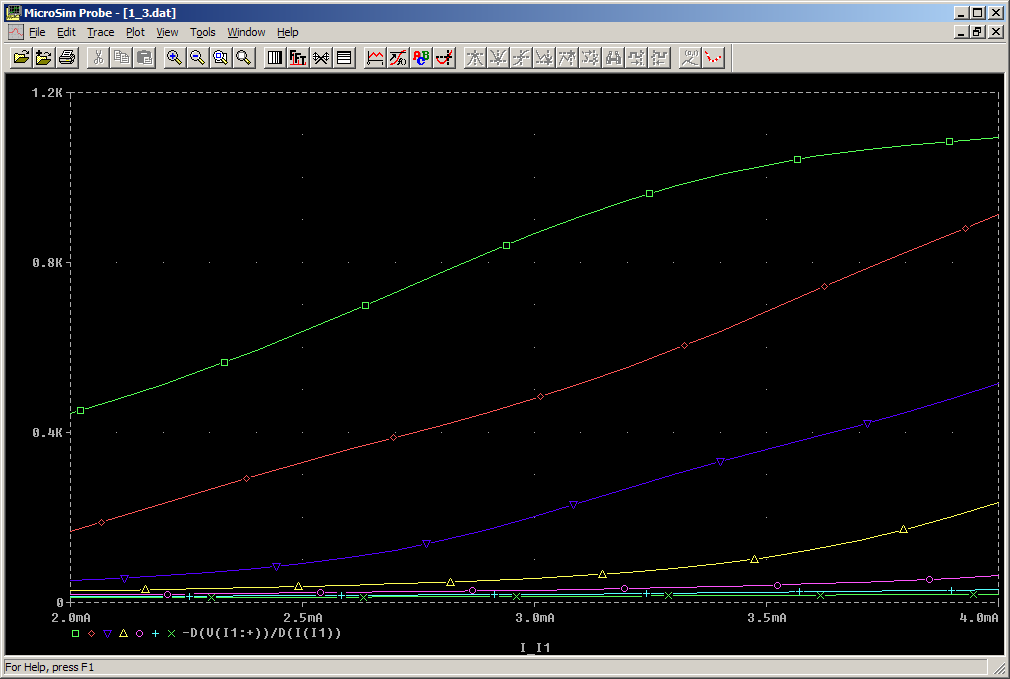 MicroSim Probe - [1_3.dat]
File Edit Trace Plot View Tools Window Help
1.2K
0.8K
0.4K
0
2.0mA 2.5mA 3.0mA 3.5mA 4.0mA
-D(V(I1:+))/D(I(I1))
I_I1
For Help, press F1